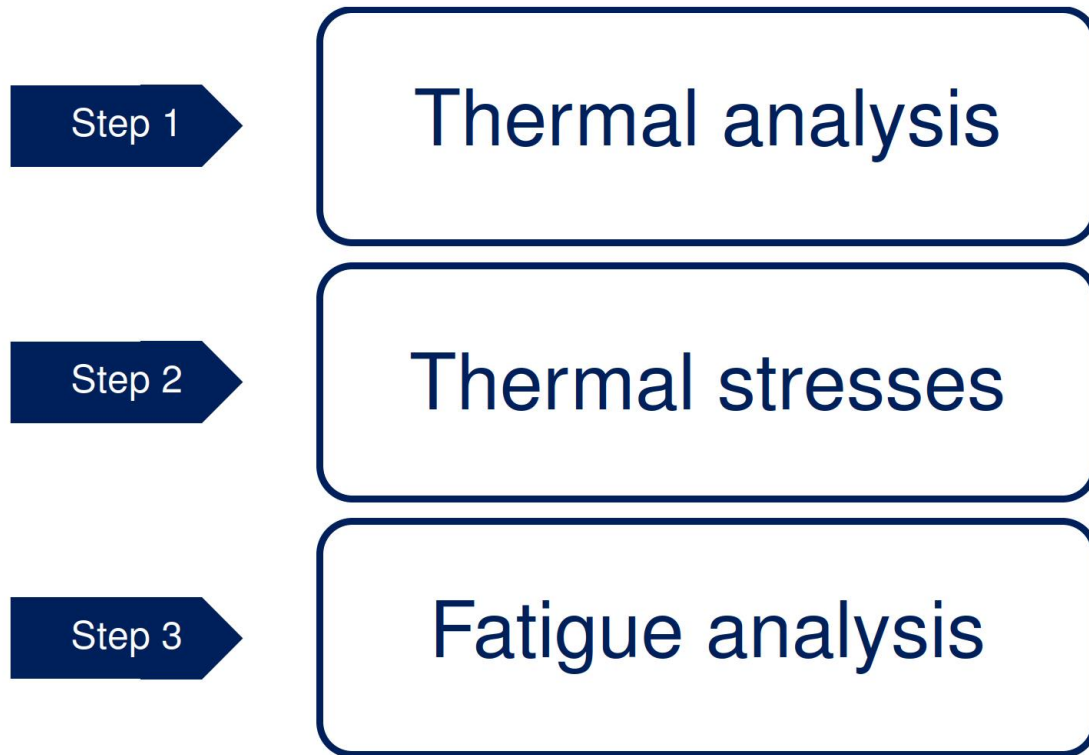 Step 1
Thermal analysis
Step 2
Thermal stresses
Step 3
Fatigue analysis